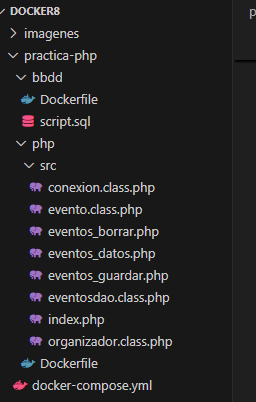 DOCKER8
imagenes
practica-php
bbdd
Dockerfile
script.sql
php
src
conexion.class.php
evento.class.php
eventos_borrar.php
eventos_datos.php
eventos_guardar.php
eventosdao.class.php
index.php
organizador.class.php
Dockerfile
docker-compose.yml